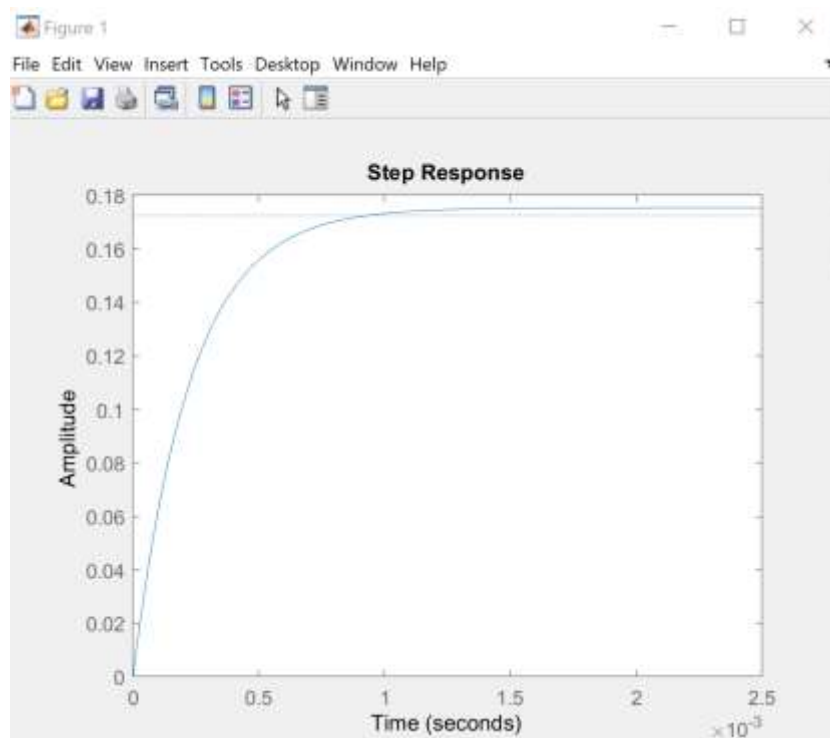 Figure 1
File Edit View Insert Tools Desktop Window Help
Step Response
0.18
0.16
0.14
0.12
0.1
0.08
0.06
0.04
0.02
0
Amplitude
0 0.5 1 1.5 2 2.5
Time (seconds)
×10⁻³